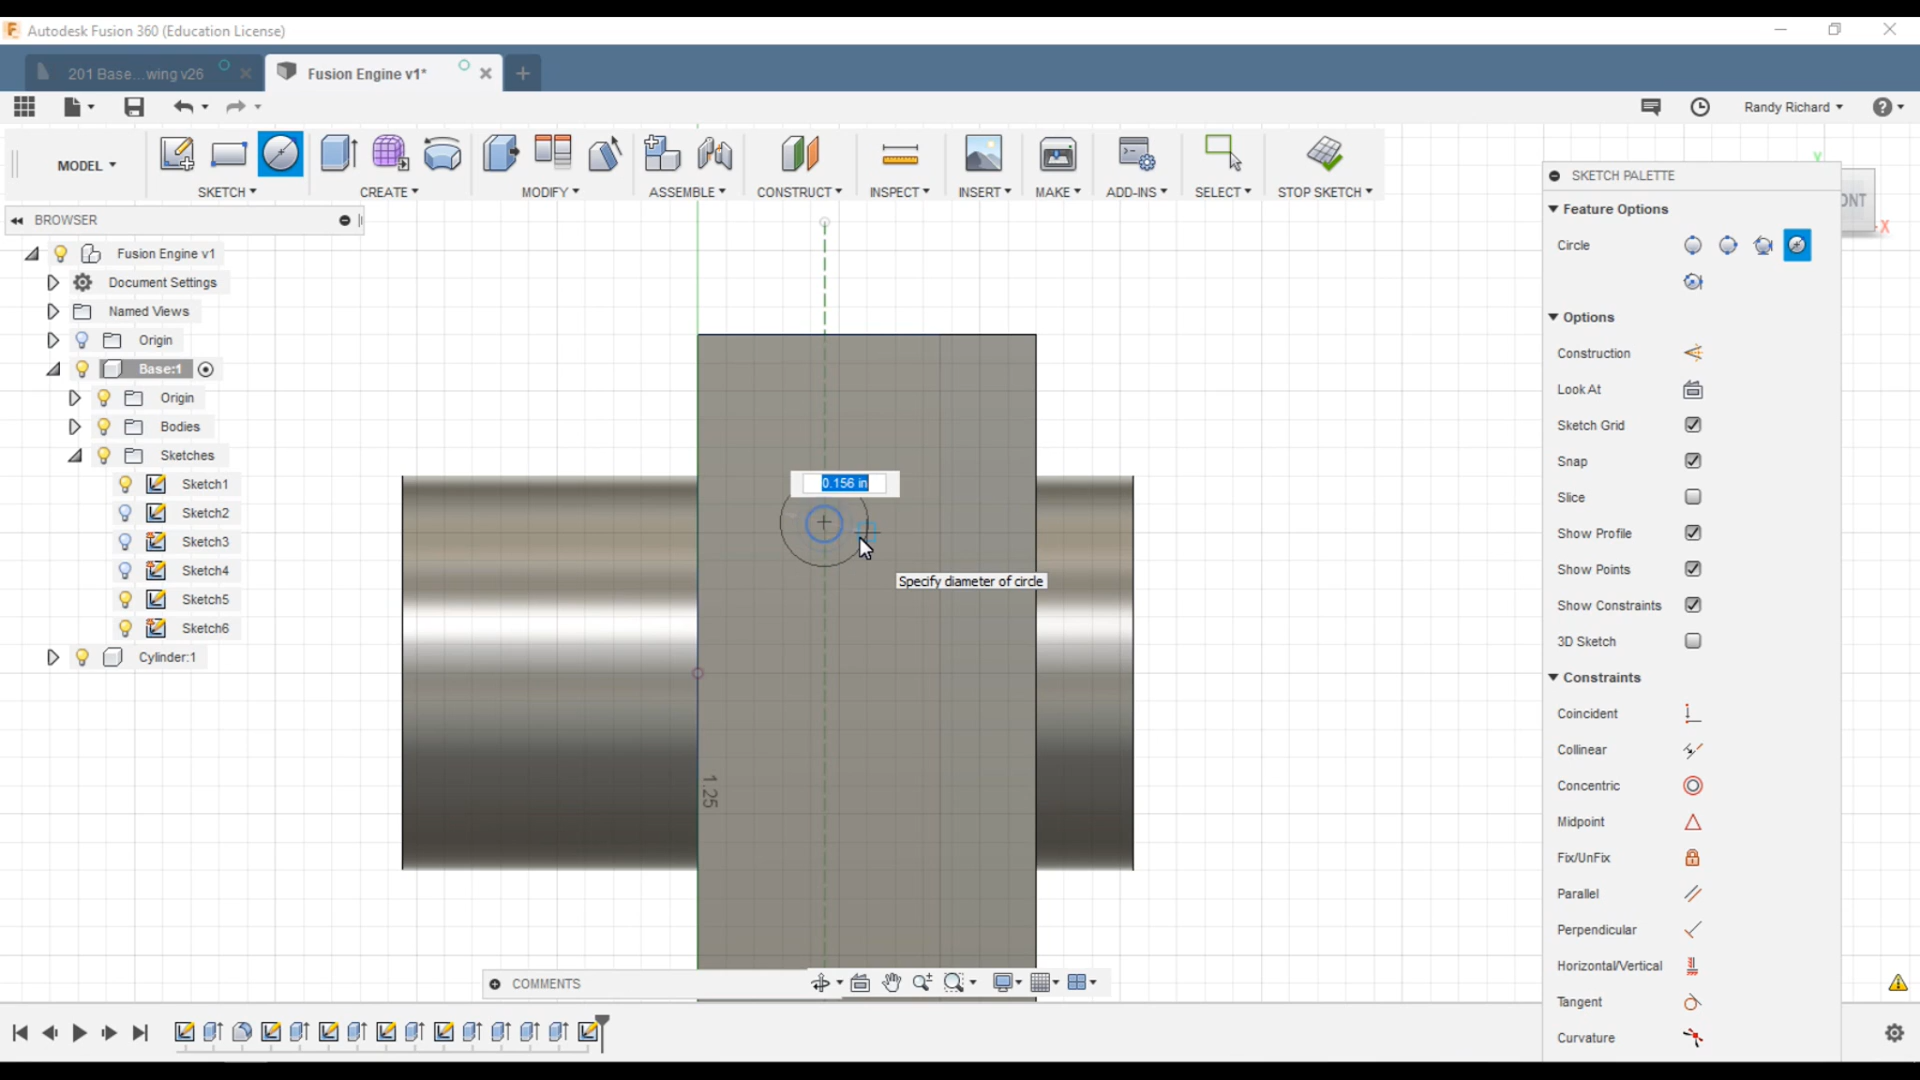 Autodesk Fusion 360 (Education License)
201 Base...wing v26
Fusion Engine v1*
Randy Richard
MODEL
SKETCH
CREATE
MODIFY
ASSEMBLE
CONSTRUCT
INSPECT
INSERT
MAKE
ADD-INS
SELECT
STOP SKETCH
BROWSER
Fusion Engine v1
Document Settings
Named Views
Origin
Base:1
Origin
Bodies
Sketches
Sketch1
Sketch2
Sketch3
Sketch4
Sketch5
Sketch6
Cylinder:1
0.156 in
Specify diameter of circle
1.25
Y
X
SKETCH PALETTE
Feature Options
Circle
Options
Construction
Look At
Sketch Grid
Snap
Slice
Show Profile
Show Points
Show Constraints
3D Sketch
Constraints
Coincident
Collinear
Concentric
Midpoint
Fix/UnFix
Parallel
Perpendicular
Horizontal/Vertical
Tangent
Curvature
COMMENTS